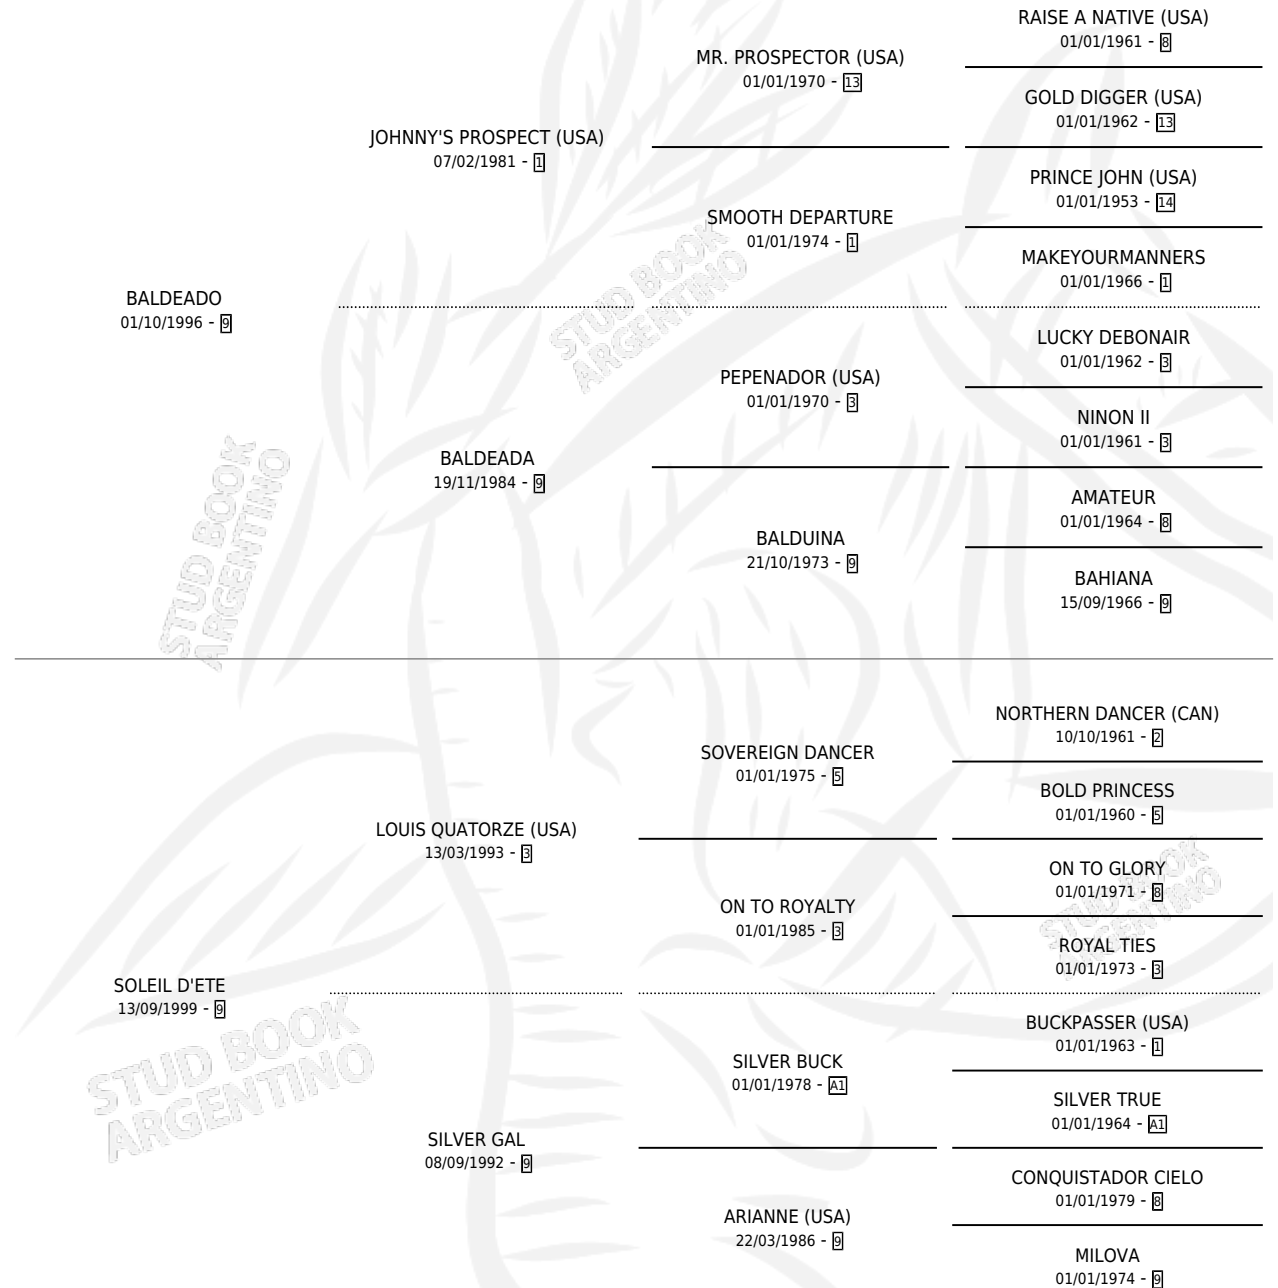 RAISE A NATIVE (USA)
01/01/1961 - 8
MR. PROSPECTOR (USA)
01/01/1970 - 13
GOLD DIGGER (USA)
01/01/1962 - 13
JOHNNY'S PROSPECT (USA)
07/02/1981 - 1
PRINCE JOHN (USA)
01/01/1953 - 14
SMOOTH DEPARTURE
01/01/1974 - 1
MAKEYOURMANNERS
01/01/1966 - 1
BALDEADO
01/10/1996 - 9
LUCKY DEBONAIR
01/01/1962 - 3
PEPENADOR (USA)
01/01/1970 - 3
NINON II
01/01/1961 - 3
BALDEADA
19/11/1984 - 9
AMATEUR
01/01/1964 - 8
BALDUINA
21/10/1973 - 9
BAHIANA
15/09/1966 - 9
STUD BOOK
ARGENTINO
STUD BOOK
ARGENTINO
NORTHERN DANCER (CAN)
10/10/1961 - 2
SOVEREIGN DANCER
01/01/1975 - 5
BOLD PRINCESS
01/01/1960 - 5
LOUIS QUATORZE (USA)
13/03/1993 - 3
ON TO GLORY
01/01/1971 - 8
ON TO ROYALTY
01/01/1985 - 3
ROYAL TIES
01/01/1973 - 3
SOLEIL D'ETE
13/09/1999 - 9
BUCKPASSER (USA)
01/01/1963 - 1
SILVER BUCK
01/01/1978 - A1
SILVER TRUE
01/01/1964 - A1
SILVER GAL
08/09/1992 - 9
CONQUISTADOR CIELO
01/01/1979 - 8
ARIANNE (USA)
22/03/1986 - 9
MILOVA
01/01/1974 - 9
STUD BOOK
ARGENTINO
STUD BOOK
ARGENTINO